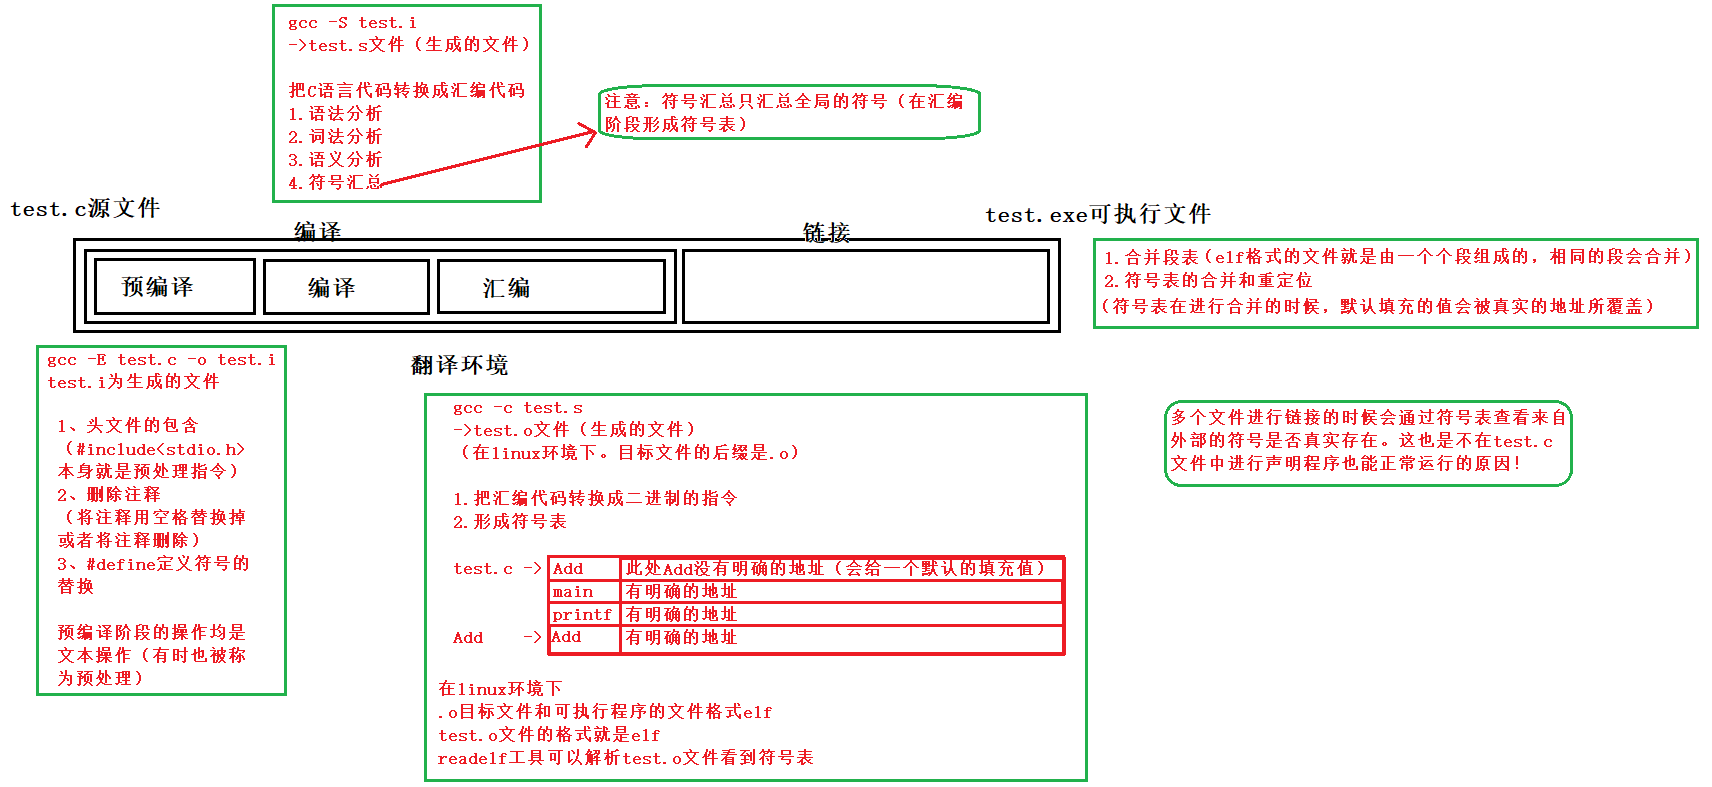 gcc -S test.i
->test.s文件（生成的文件）
把C语言代码转换成汇编代码
1.语法分析
2.词法分析
3.语义分析
4.符号汇总
注意：符号汇总只汇总全局的符号（在汇编
阶段形成符号表）
test.c源文件
test.exe可执行文件
编译
链接
预编译
编译
汇编
1.合并段表（elf格式的文件就是由一个个段组成的，相同的段会合并）
2.符号表的合并和重定位
（符号表在进行合并的时候，默认填充的值会被真实的地址所覆盖）
gcc -E test.c -o test.i
test.i为生成的文件
1、头文件的包含
（#include<stdio.h>
本身就是预处理指令）
2、删除注释
（将注释用空格替换掉
或者将注释删除）
3、#define定义符号的
替换
预编译阶段的操作均是
文本操作（有时也被称
为预处理）
翻译环境
gcc -c test.s
->test.o文件（生成的文件）
（在linux环境下。目标文件的后缀是.o）
1.把汇编代码转换成二进制的指令
2.形成符号表
test.c -> Add 此处Add没有明确的地址（会给一个默认的填充值）
main 有明确的地址
printf 有明确的地址
Add -> Add 有明确的地址
在linux环境下
.o目标文件和可执行程序的文件格式elf
test.o文件的格式就是elf
readelf工具可以解析test.o文件看到符号表
多个文件进行链接的时候会通过符号表查看来自
外部的符号是否真实存在。这也是不在test.c
文件中进行声明程序也能正常运行的原因！